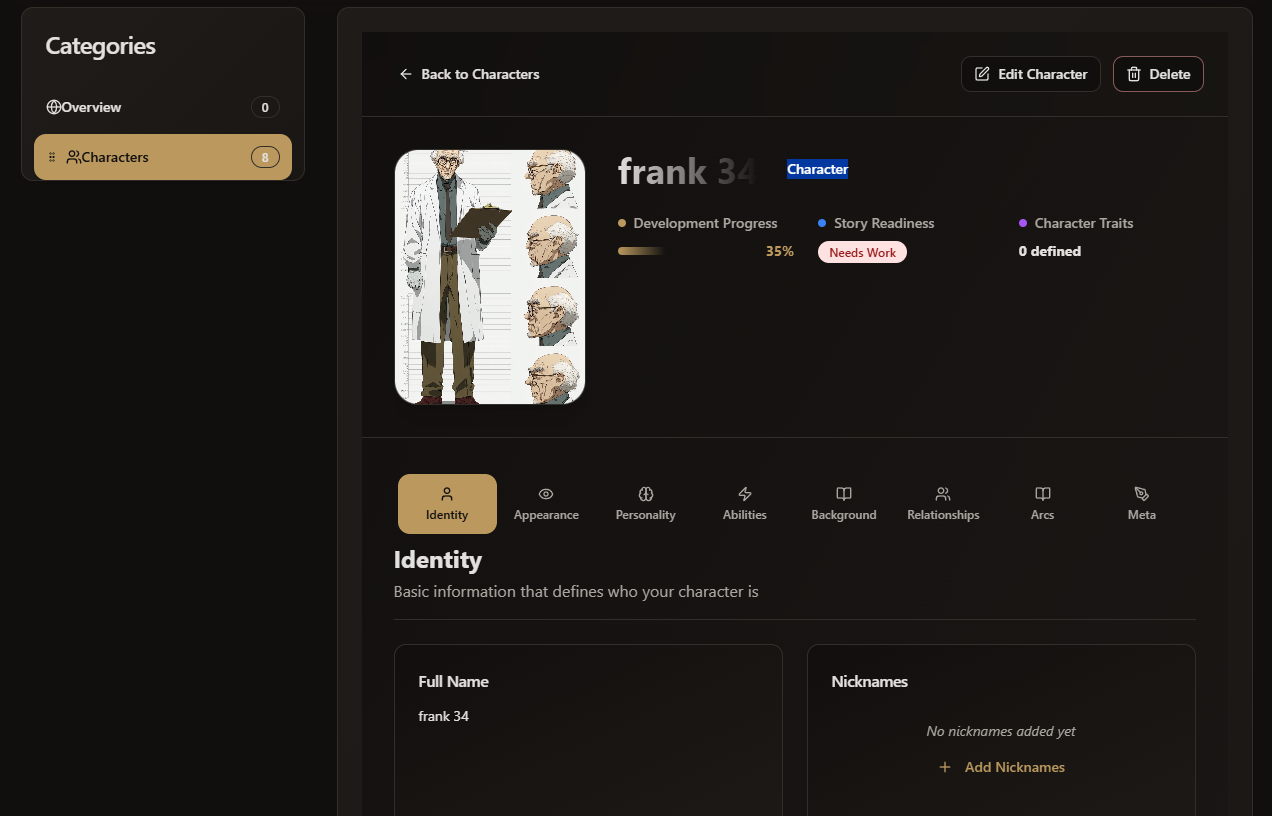 Categories
Overview 0
Characters 8
Back to Characters
Edit Character
Delete
frank 34
Character
Development Progress
35%
Story Readiness
Needs Work
Character Traits
0 defined
Identity
Appearance
Personality
Abilities
Background
Relationships
Arcs
Meta
Identity
Basic information that defines who your character is
Full Name
frank 34
Nicknames
No nicknames added yet
Add Nicknames